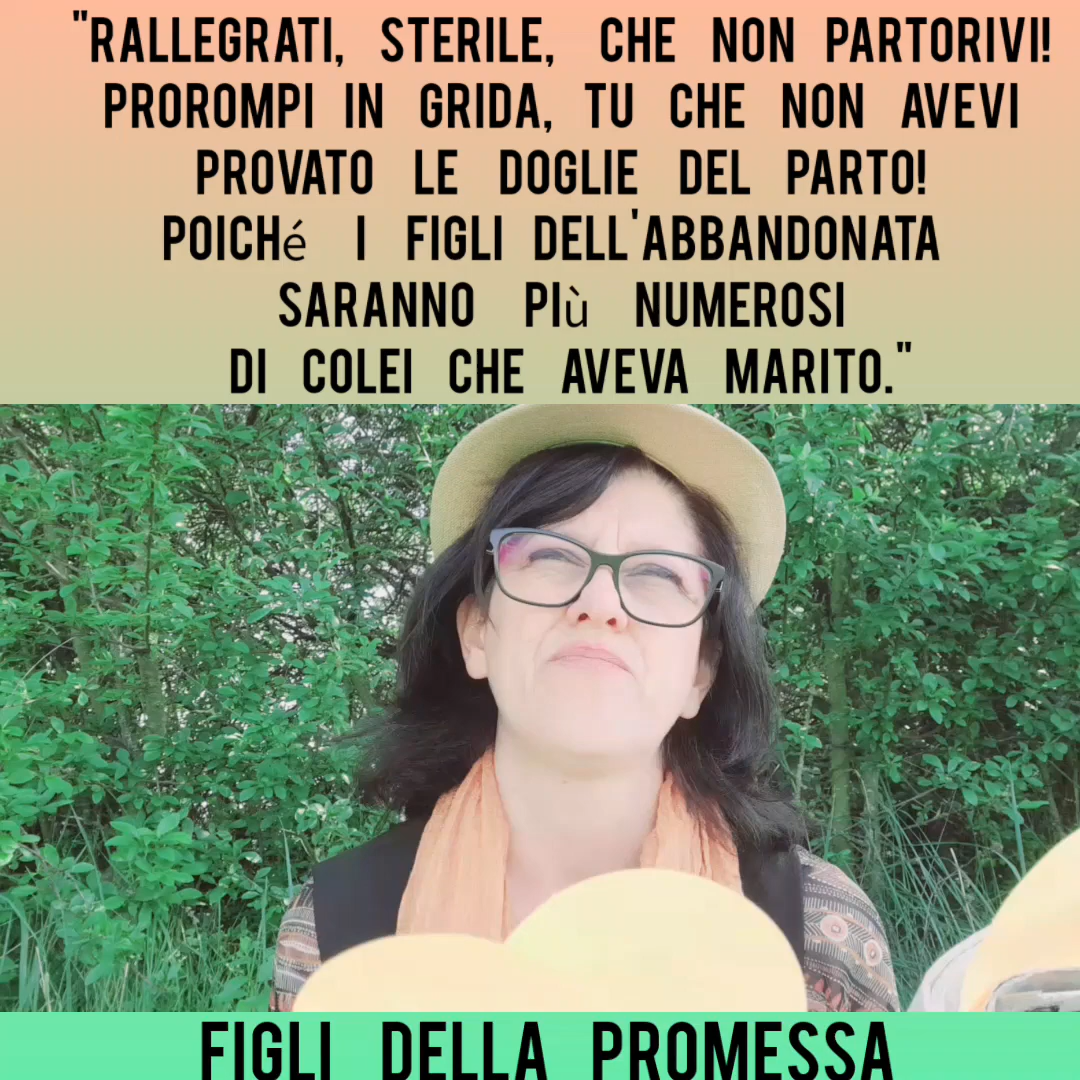 "RALLEGRATI, STERILE, CHE NON PARTORIVI!
PROROMPI IN GRIDA, TU CHE NON AVEVI
PROVATO LE DOGLIE DEL PARTO!
POICHé I FIGLI DELL'ABBANDONATA
SARANNO PIù NUMEROSI
DI COLEI CHE AVEVA MARITO."
FIGLI DELLA PROMESSA